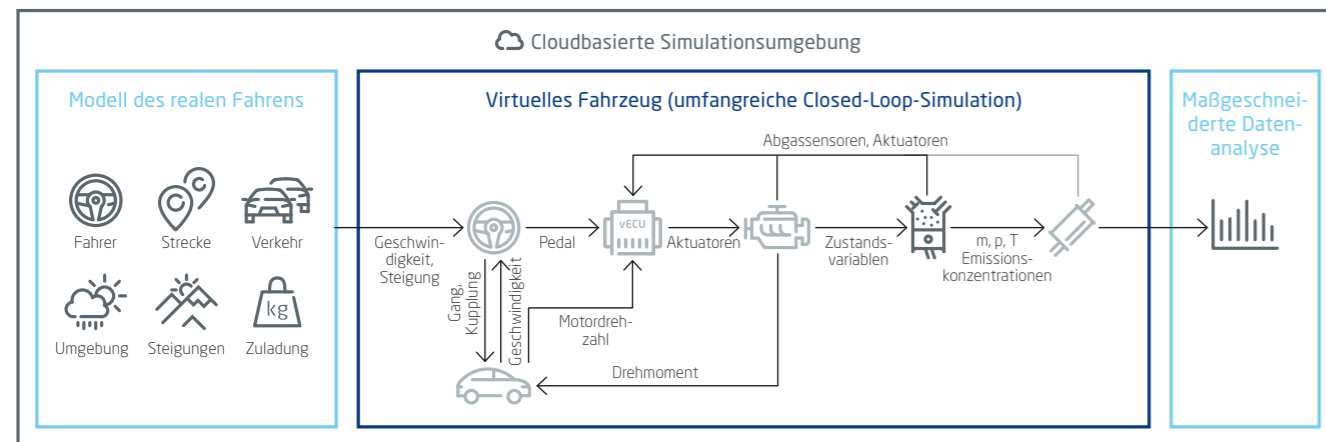 Cloudbasierte Simulationsumgebung
Modell des realen Fahrens
Fahrer
Strecke
Verkehr
Umgebung
Steigungen
Zuladung
Virtuelles Fahrzeug (umfangreiche Closed-Loop-Simulation)
Abgassensoren, Aktuatoren
Geschwin-
digkeit,
Steigung
Pedal
vECU
Aktuatoren
Zustands-
variablen
m, p, T
Emissions-
konzentrationen
Gang,
Kupplung
Geschwindigkeit
Motordreh-
zahl
Drehmoment
kg
Maßgeschnei-
derte Daten-
analyse